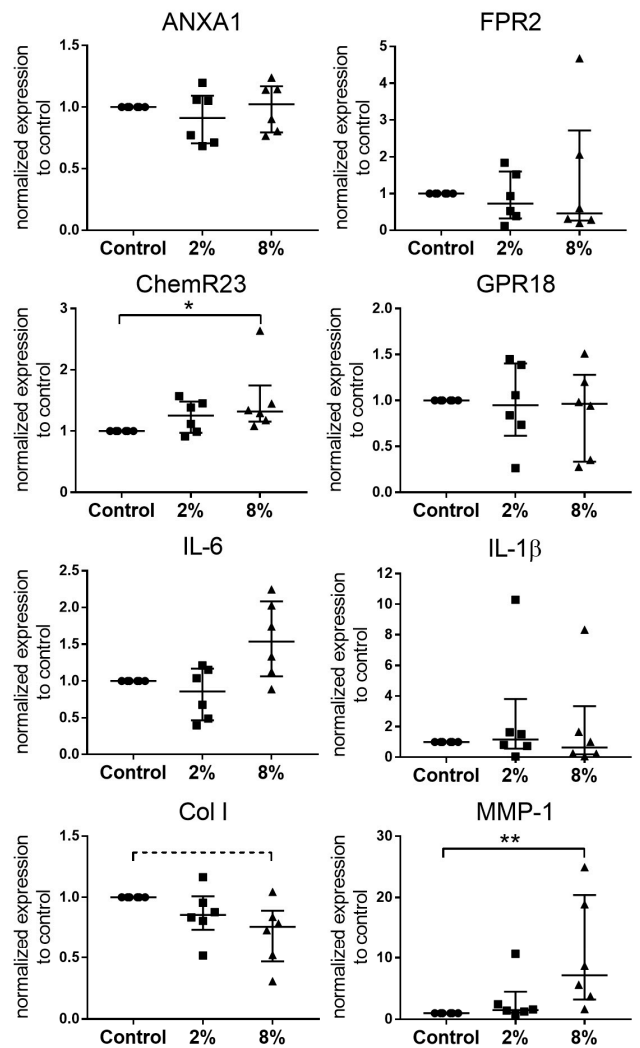 ANXA1
normalized expression
to control
1.5
1.0
0.5
0.0
Control 2% 8%
FPR2
normalized expression
to control
5
4
3
2
1
0
Control 2% 8%
ChemR23
normalized expression
to control
3
2
1
0
*
Control 2% 8%
GPR18
normalized expression
to control
2.0
1.5
1.0
0.5
0.0
Control 2% 8%
IL-6
normalized expression
to control
2.5
2.0
1.5
1.0
0.5
0.0
Control 2% 8%
IL-1β
normalized expression
to control
12
10
8
6
4
2
0
Control 2% 8%
Col I
normalized expression
to control
1.5
1.0
0.5
0.0
Control 2% 8%
MMP-1
normalized expression
to control
30
20
10
0
**
Control 2% 8%